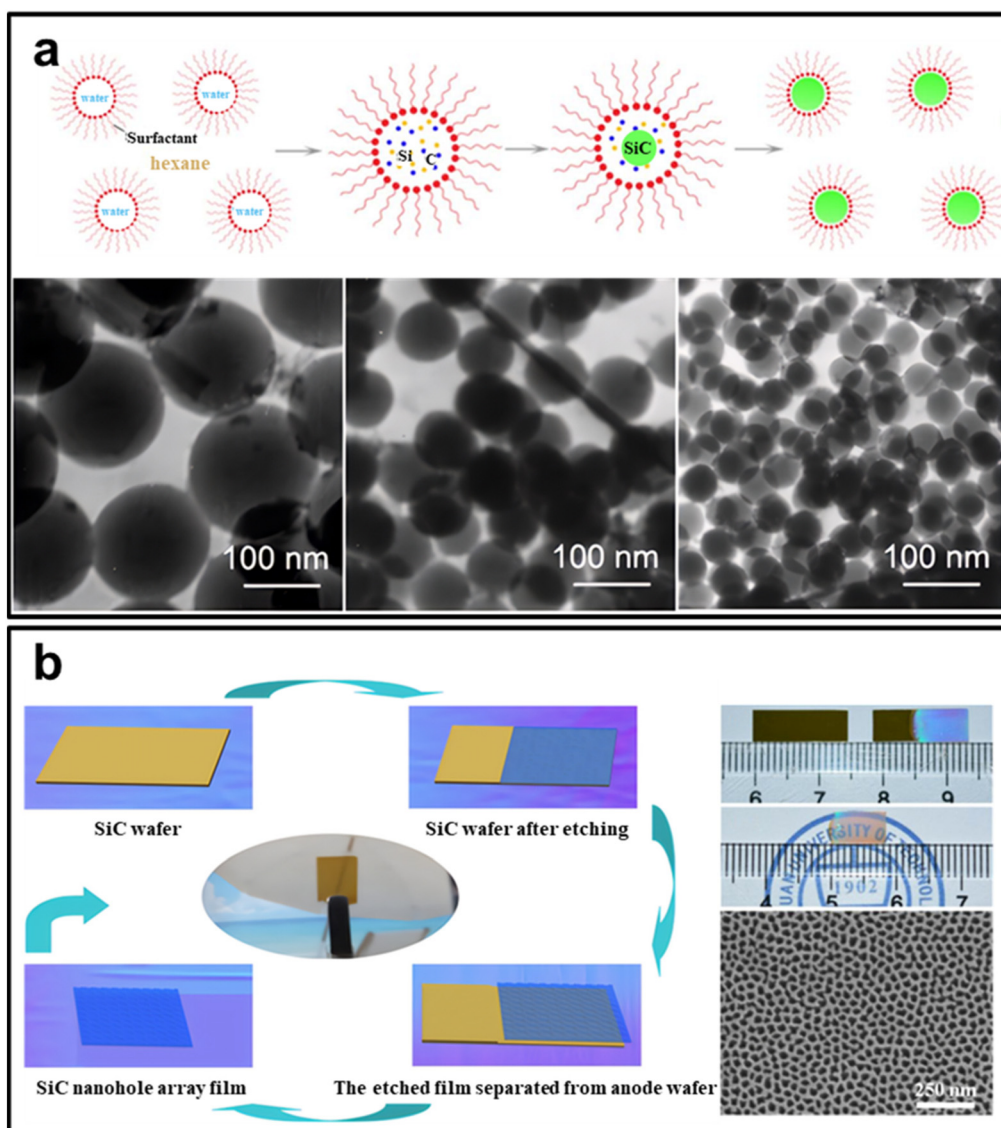 a
water
water
Surfactant
hexane
water
water
Si
C
SiC
100 nm
100 nm
100 nm
b
SiC wafer
SiC wafer after etching
SiC nanohole array film
The etched film separated from anode wafer
6 7 8 9
UNIVERSITY OF
1902
4 5 6 7
250 nm